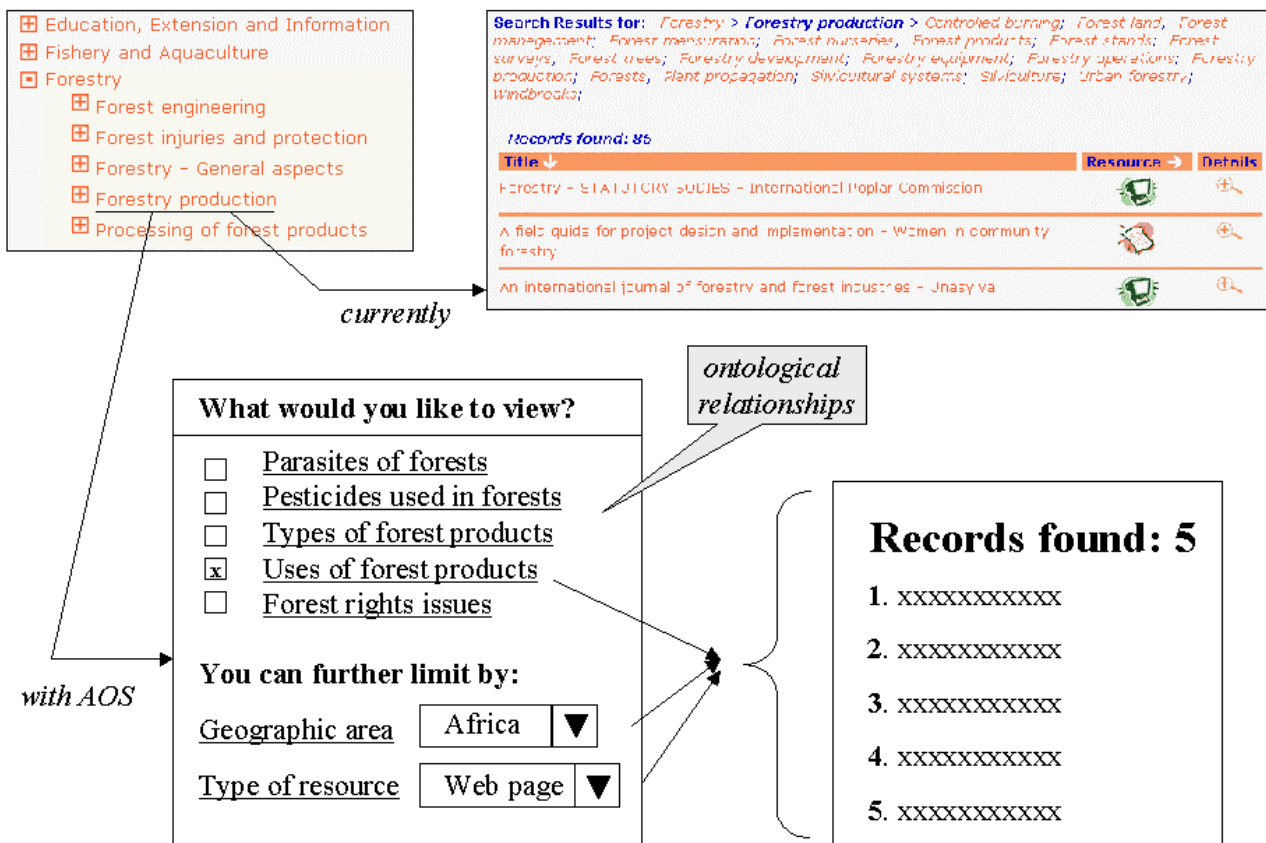 Education, Extension and Information
Fishery and Aquaculture
Forestry
Forest engineering
Forest injuries and protection
Forestry - General aspects
Forestry production
Processing of forest products
Search Results for: Forestry > Forestry production > Controlled burning; Forest land, Forest
management; Forest mensuration; Forest nurseries, Forest products; Forest stands; Forest
surveys, Forest trees; Forestry development; Forestry equipment; Forestry operations; Forestry
production; Forests, Plant propagation; Silvicultural systems; Silviculture; Urban forestry;
Windbreaks;
Records found: 86
Title Resource Details
Forestry - STATUTORY BODIES - International Poplar Commission
A field guide for project design and implementation - Women in community
forestry
An international journal of forestry and forest industries - Unasylva
currently
ontological
relationships
What would you like to view?
Parasites of forests
Pesticides used in forests
Types of forest products
x Uses of forest products
Forest rights issues
You can further limit by:
Geographic area Africa
Type of resource Web page
with AOS
Records found: 5
1. xxxxxxxxxxx
2. xxxxxxxxxxx
3. xxxxxxxxxxx
4. xxxxxxxxxxx
5. xxxxxxxxxxx